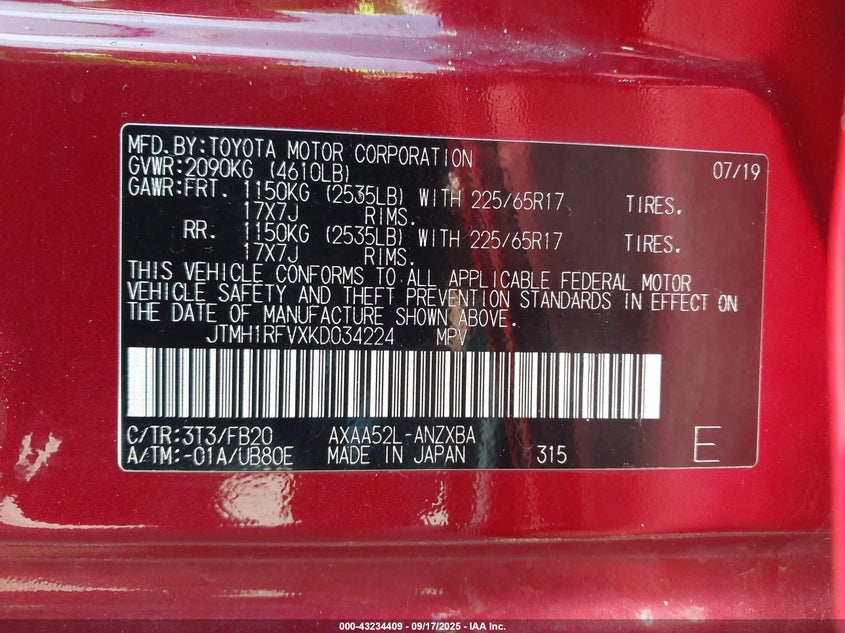 MFD.BY:TOYOTA MOTOR CORPORATION 07/19
GVWR:2090KG (4610LB)
GAWR:FRT. 1150KG (2535LB) WITH 225/65R17 TIRES.
17X7J RIMS.
RR. 1150KG (2535LB) WITH 225/65R17 TIRES.
17X7J RIMS.
THIS VEHICLE CONFORMS TO ALL APPLICABLE FEDERAL MOTOR
VEHICLE SAFETY AND THEFT PREVENTION STANDARDS IN EFFECT ON
THE DATE OF MANUFACTURE SHOWN ABOVE.
JTMH1RFVXKD034224 MPV
C/TR:3T3/FB20 AXAA52L-ANZXBA
A/TM:-01A/UB80E MADE IN JAPAN 315 E
000-43234409 - 09/17/2025 - IAA Inc.